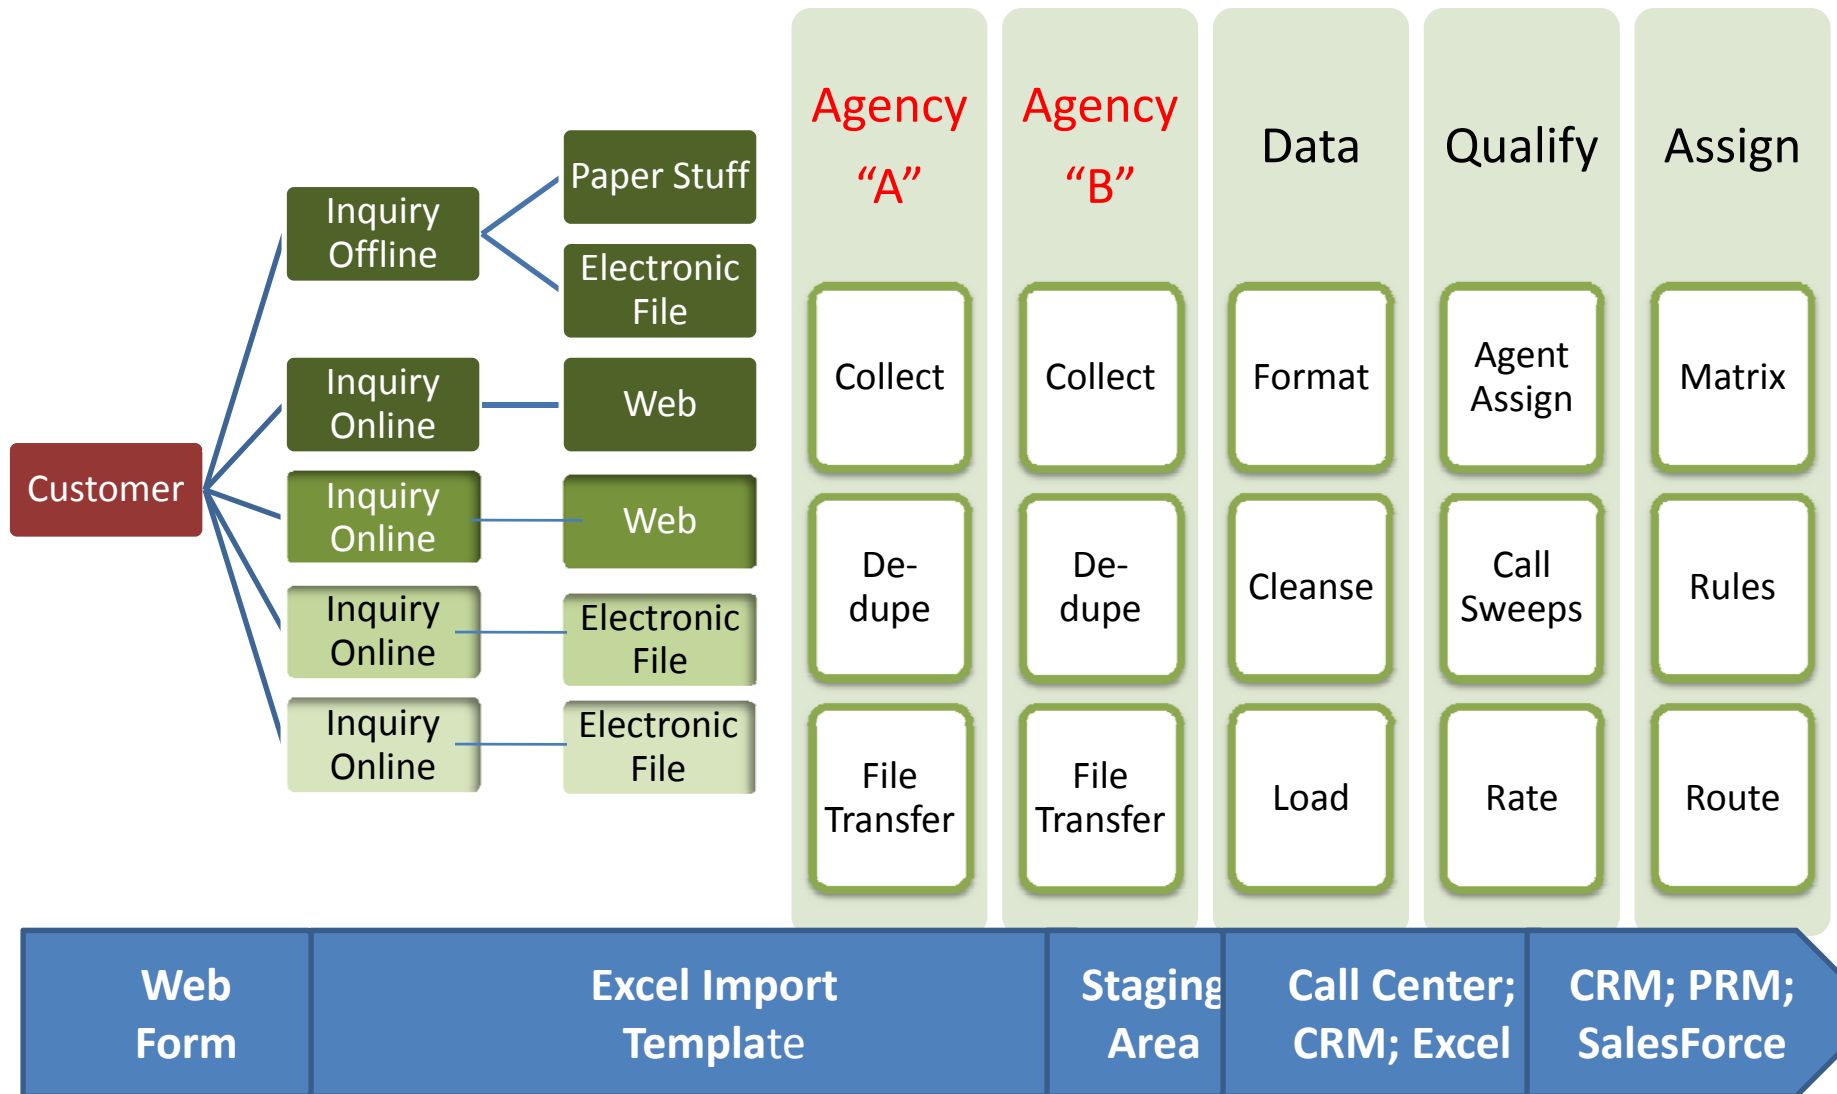 Customer
Inquiry
Offline
Paper Stuff
Electronic
File
Inquiry
Online
Web
Inquiry
Online
Web
Inquiry
Online
Electronic
File
Inquiry
Online
Electronic
File
Agency
“A”
Collect
De-
dupe
File
Transfer
Agency
“B”
Collect
De-
dupe
File
Transfer
Data
Format
Cleanse
Load
Qualify
Agent
Assign
Call
Sweeps
Rate
Assign
Matrix
Rules
Route
Web
Form
Excel Import
Template
Staging
Area
Call Center;
CRM; Excel
CRM; PRM;
SalesForce